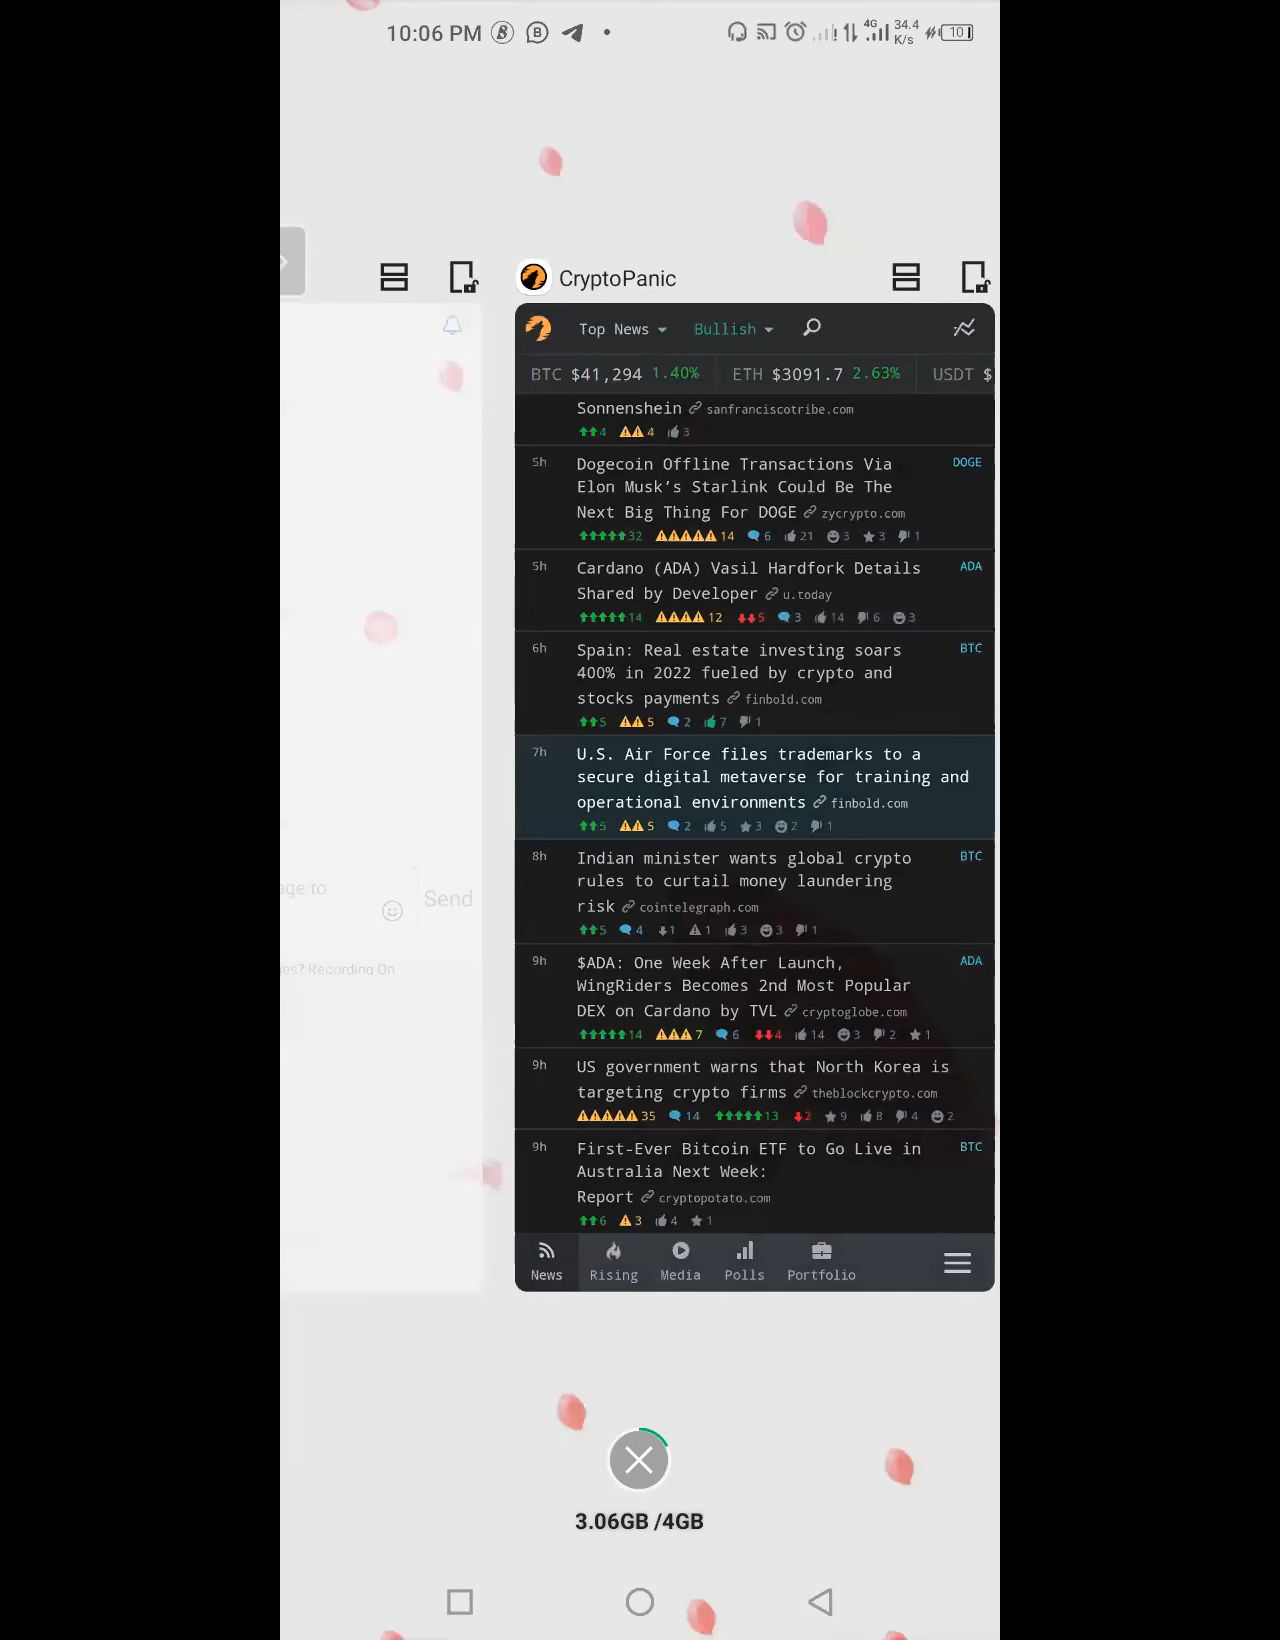 10:06 PM
4G 34.4 K/s 10
CryptoPanic
Top News Bullish
BTC $41,294 1.40% ETH $3091.7 2.63% USDT $
Sonnenshein sanfranciscotribe.com
4 4 3
5h Dogecoin Offline Transactions Via DOGE
Elon Musk's Starlink Could Be The
Next Big Thing For DOGE zycrypto.com
32 14 6 21 3 3 1
5h Cardano (ADA) Vasil Hardfork Details ADA
Shared by Developer u.today
14 12 5 3 14 6 3
6h Spain: Real estate investing soars BTC
400% in 2022 fueled by crypto and
stocks payments finbold.com
5 5 2 7 1
7h U.S. Air Force files trademarks to a
secure digital metaverse for training and
operational environments finbold.com
5 5 2 5 3 2 1
8h Indian minister wants global crypto BTC
rules to curtail money laundering
risk cointelegraph.com
5 4 1 1 3 3 1
9h $ADA: One Week After Launch, ADA
WingRiders Becomes 2nd Most Popular
DEX on Cardano by TVL cryptoglobe.com
14 7 6 4 14 3 2 1
9h US government warns that North Korea is
targeting crypto firms theblockcrypto.com
35 14 13 2 9 8 4 2
9h First-Ever Bitcoin ETF to Go Live in BTC
Australia Next Week:
Report cryptopotato.com
6 3 4 1
News Rising Media Polls Portfolio
age to
Send
es? Recording On
3.06GB /4GB